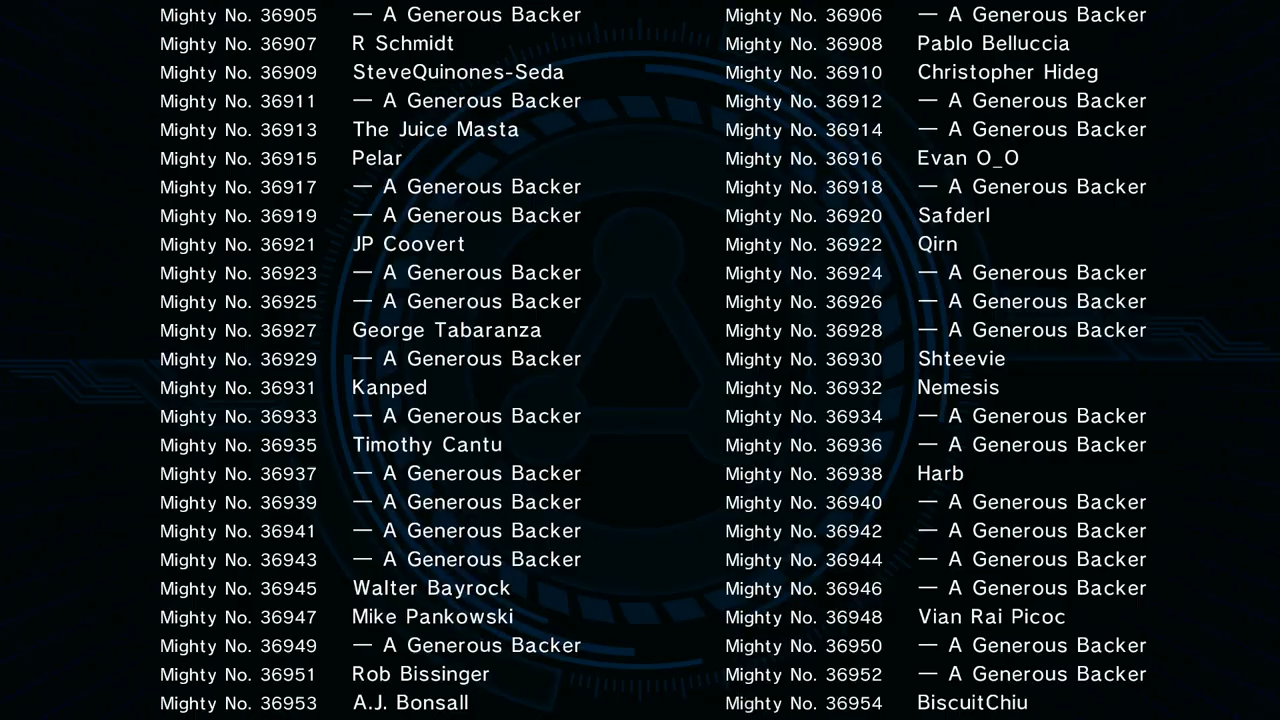 Mighty No. 36905 — A Generous Backer Mighty No. 36906 — A Generous Backer
Mighty No. 36907 R Schmidt Mighty No. 36908 Pablo Belluccia
Mighty No. 36909 SteveQuinones-Seda Mighty No. 36910 Christopher Hideg
Mighty No. 36911 — A Generous Backer Mighty No. 36912 — A Generous Backer
Mighty No. 36913 The Juice Masta Mighty No. 36914 — A Generous Backer
Mighty No. 36915 Pelar Mighty No. 36916 Evan O_O
Mighty No. 36917 — A Generous Backer Mighty No. 36918 — A Generous Backer
Mighty No. 36919 — A Generous Backer Mighty No. 36920 Safderl
Mighty No. 36921 JP Coovert Mighty No. 36922 Qirn
Mighty No. 36923 — A Generous Backer Mighty No. 36924 — A Generous Backer
Mighty No. 36925 — A Generous Backer Mighty No. 36926 — A Generous Backer
Mighty No. 36927 George Tabaranza Mighty No. 36928 — A Generous Backer
Mighty No. 36929 — A Generous Backer Mighty No. 36930 Shteevie
Mighty No. 36931 Kanped Mighty No. 36932 Nemesis
Mighty No. 36933 — A Generous Backer Mighty No. 36934 — A Generous Backer
Mighty No. 36935 Timothy Cantu Mighty No. 36936 — A Generous Backer
Mighty No. 36937 — A Generous Backer Mighty No. 36938 Harb
Mighty No. 36939 — A Generous Backer Mighty No. 36940 — A Generous Backer
Mighty No. 36941 — A Generous Backer Mighty No. 36942 — A Generous Backer
Mighty No. 36943 — A Generous Backer Mighty No. 36944 — A Generous Backer
Mighty No. 36945 Walter Bayrock Mighty No. 36946 — A Generous Backer
Mighty No. 36947 Mike Pankowski Mighty No. 36948 Vian Rai Picoc
Mighty No. 36949 — A Generous Backer Mighty No. 36950 — A Generous Backer
Mighty No. 36951 Rob Bissinger Mighty No. 36952 — A Generous Backer
Mighty No. 36953 A.J. Bonsall Mighty No. 36954 BiscuitChiu